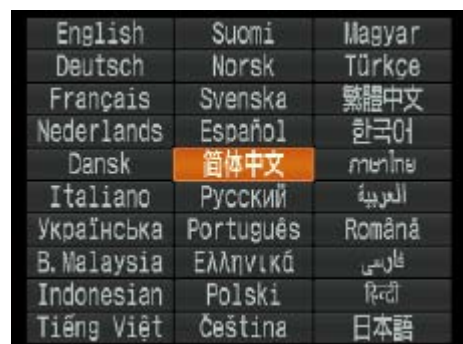 English Suomi Magyar
Deutsch Norsk Türkçe
Français Svenska 繁體中文
Nederlands Español 한국어
Dansk 简体中文 ภาษาไทย
Italiano Русский العربية
Українська Português Română
B.Malaysia Ελληνικά فارسی
Indonesian Polski हिन्दी
Tiếng Việt Čeština 日本語